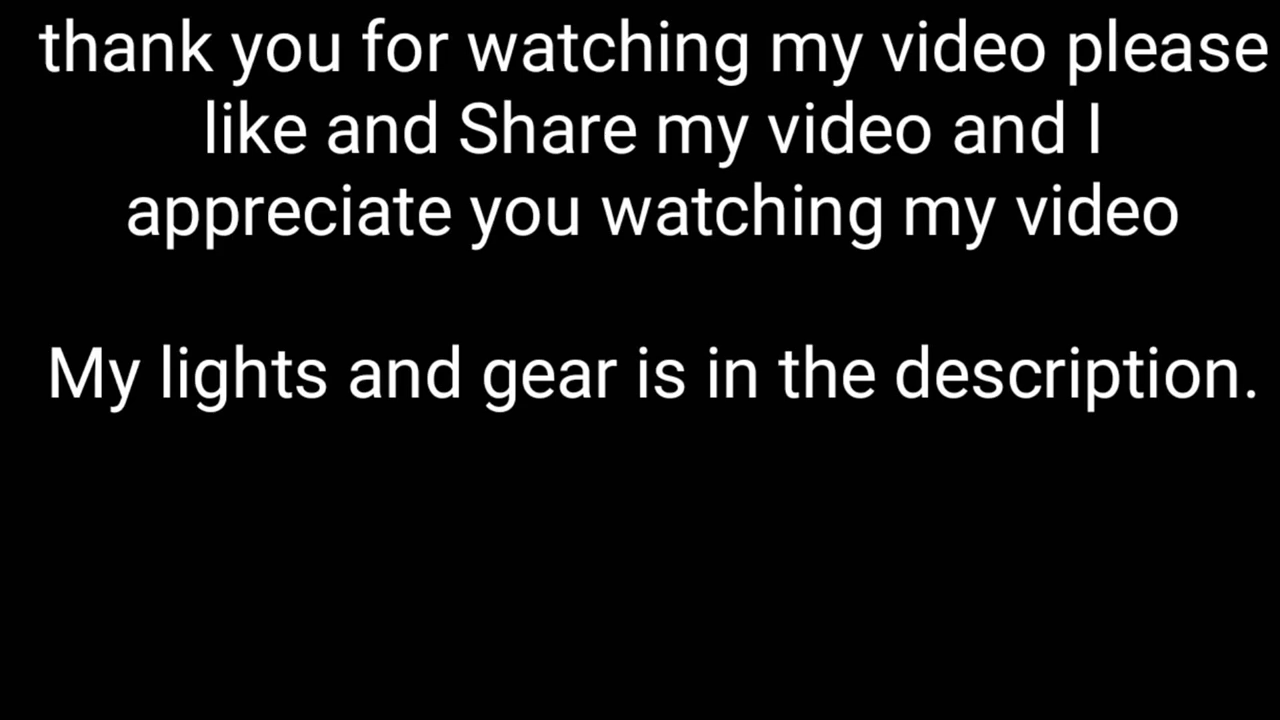 thank you for watching my video please
like and Share my video and I
appreciate you watching my video
My lights and gear is in the description.